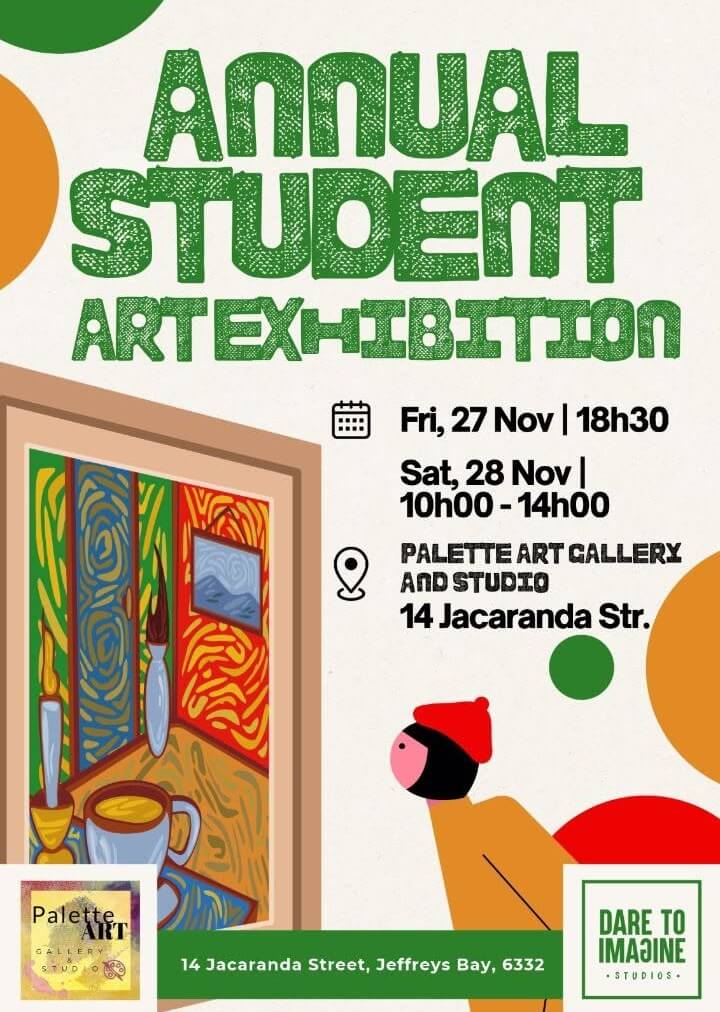 ANNUAL
STUDENT
ART EXHIBITION
Fri, 27 Nov | 18h30
Sat, 28 Nov |
10h00 - 14h00
PALETTE ART GALLERY
AND STUDIO
14 Jacaranda Str.
Palette
ART
GALLERY
&
STUDIO
14 Jacaranda Street, Jeffreys Bay, 6332
DARE TO
IMAGINE
• STUDIOS •